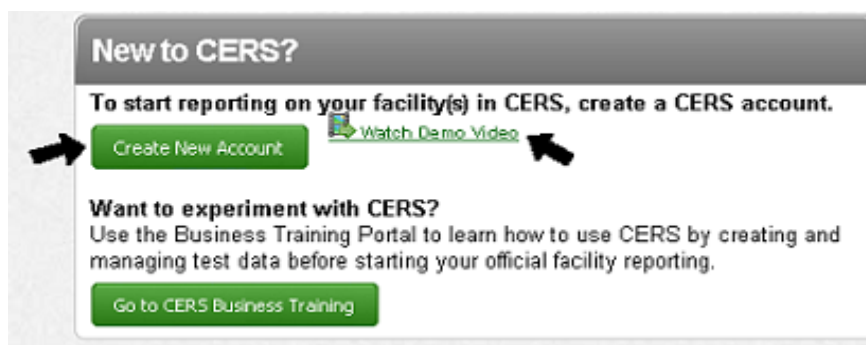 New to CERS?
To start reporting on your facility(s) in CERS, create a CERS account.
Create New Account
Watch Demo Video
Want to experiment with CERS?
Use the Business Training Portal to learn how to use CERS by creating and
managing test data before starting your official facility reporting.
Go to CERS Business Training